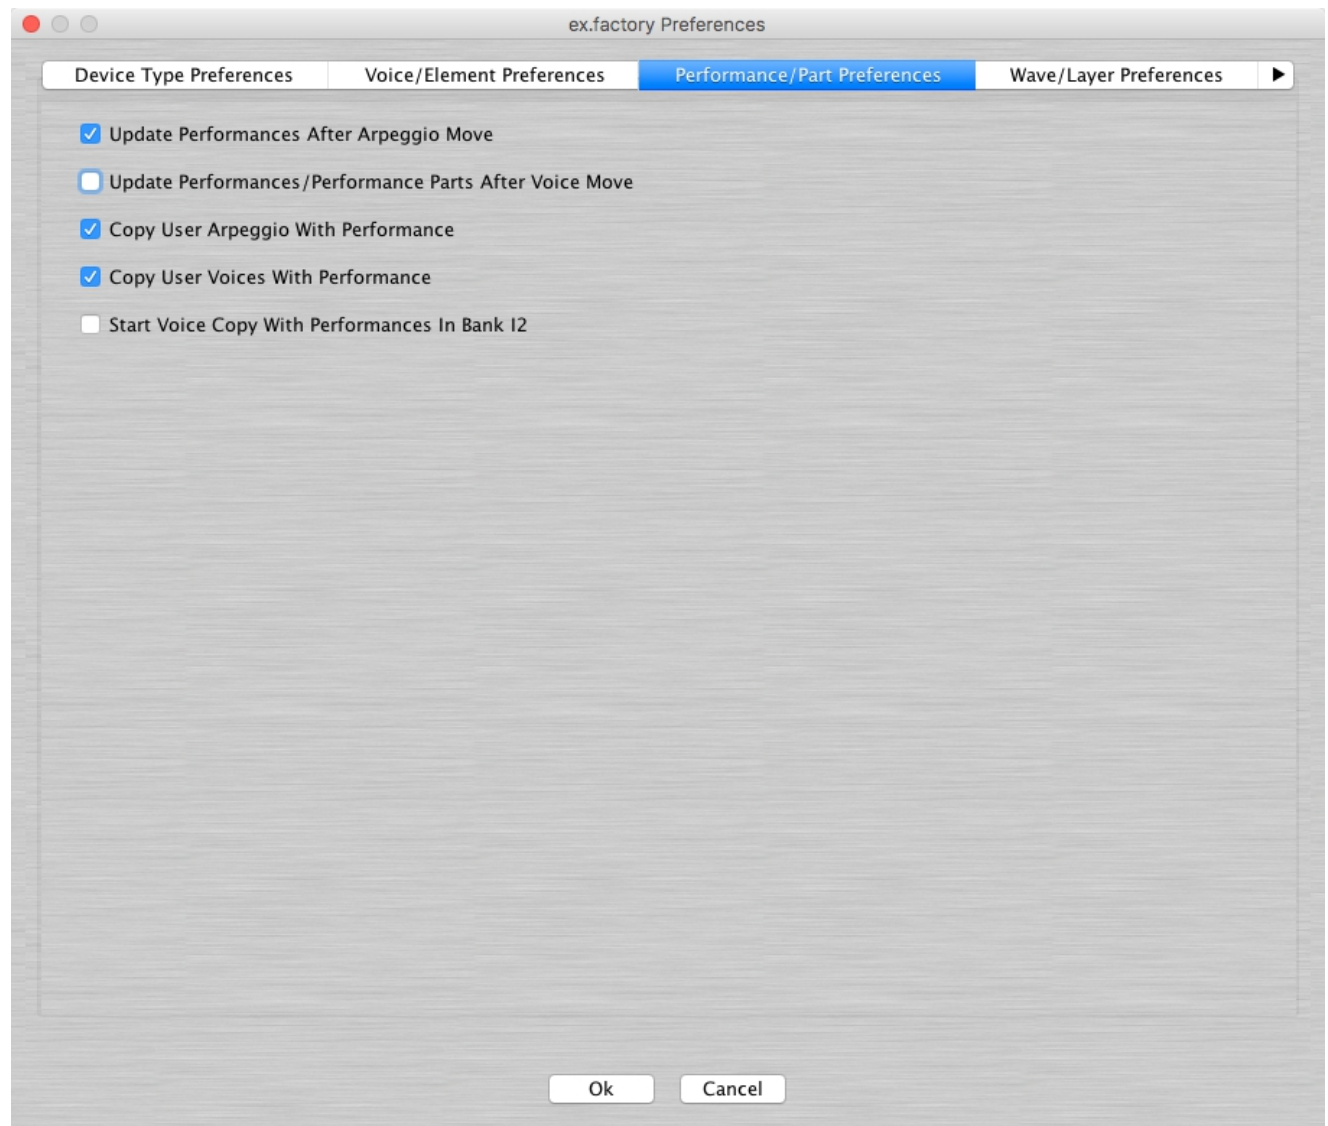 ex.factory Preferences
Device Type Preferences Voice/Element Preferences Performance/Part Preferences Wave/Layer Preferences
Update Performances After Arpeggio Move
Update Performances/Performance Parts After Voice Move
Copy User Arpeggio With Performance
Copy User Voices With Performance
Start Voice Copy With Performances In Bank I2
Ok Cancel